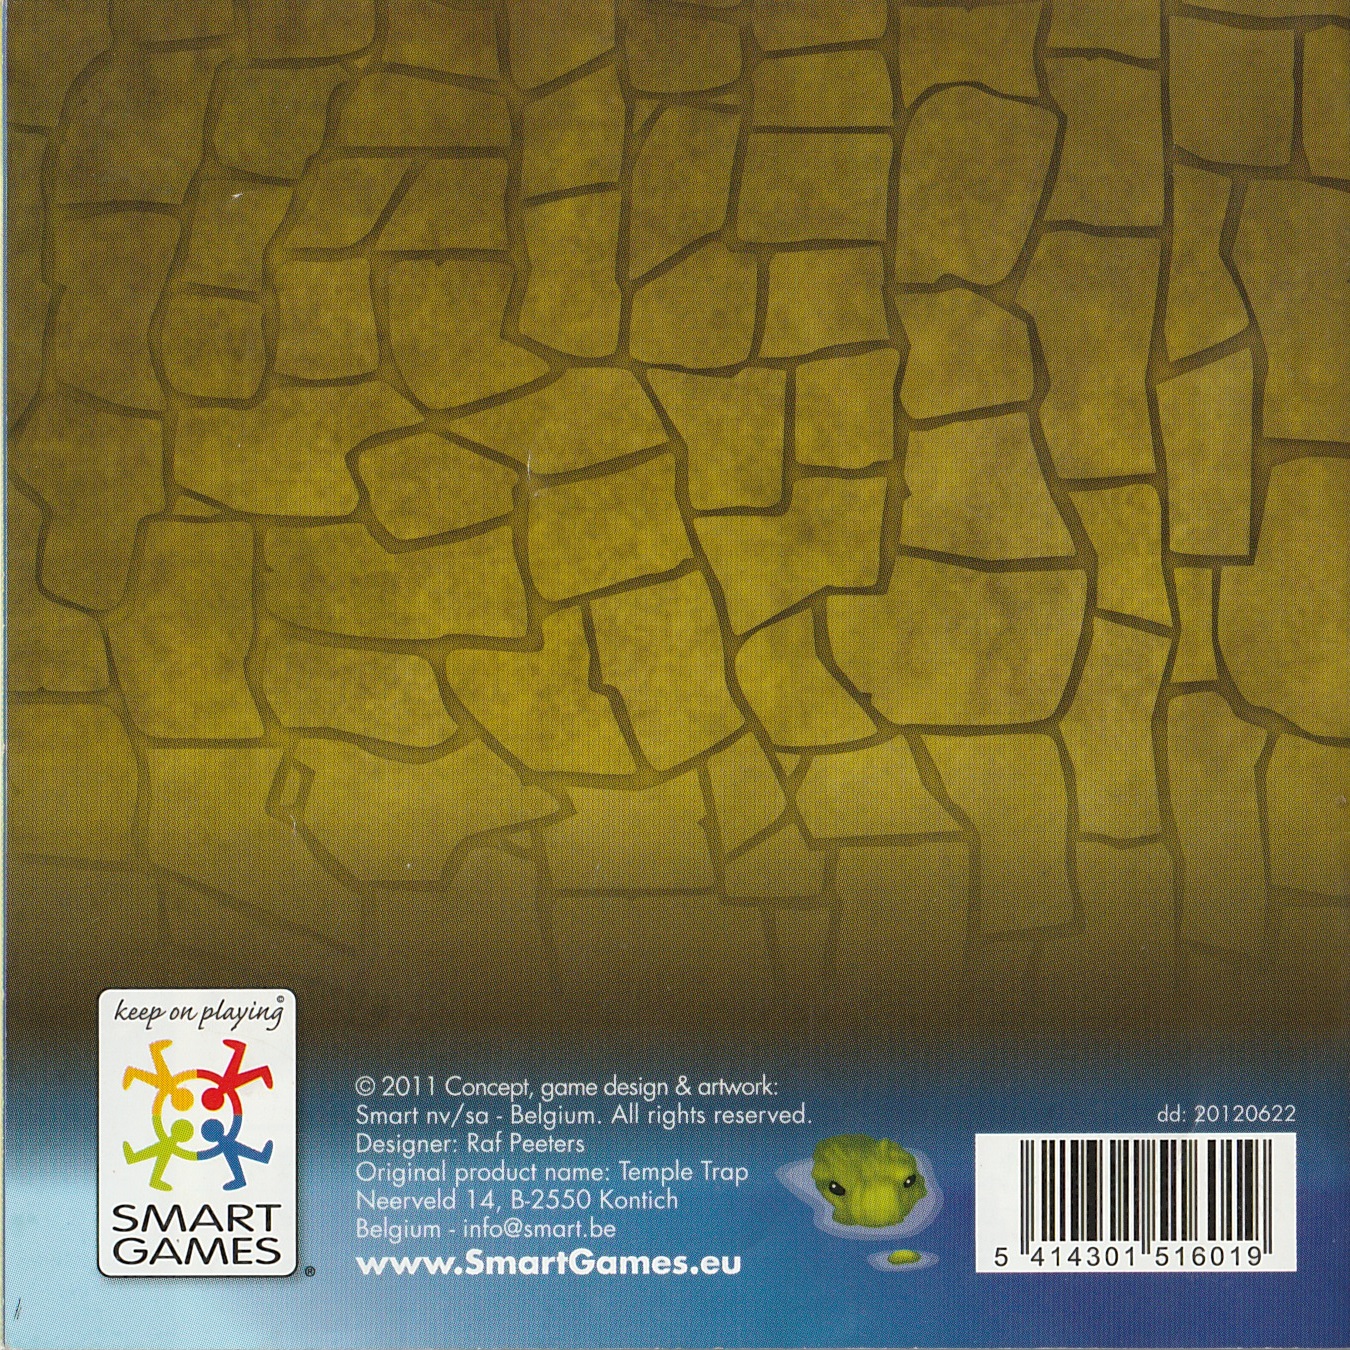 keep on playing©
SMART
GAMES®
© 2011 Concept, game design & artwork:
Smart nv/sa - Belgium. All rights reserved.
Designer: Raf Peeters
Original product name: Temple Trap
Neerveld 14, B-2550 Kontich
Belgium - info@smart.be
www.SmartGames.eu
dd: 20120622
5 414301 516019